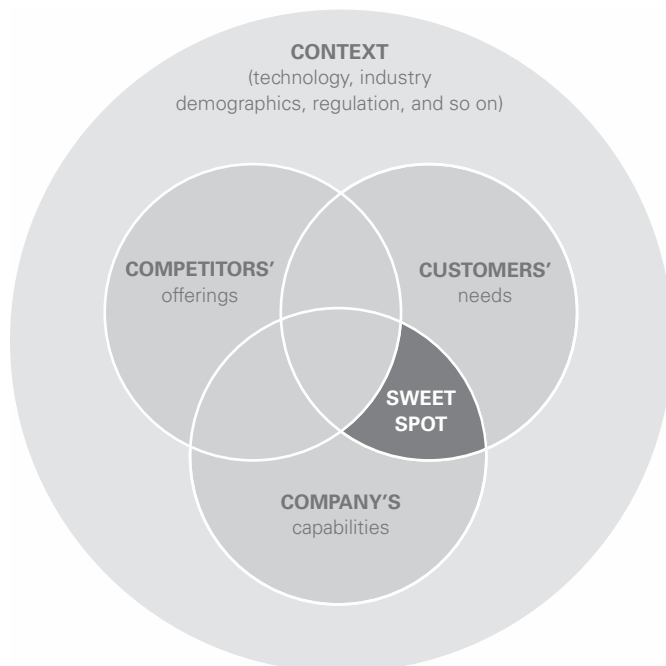 CONTEXT
(technology, industry
demographics, regulation, and so on)
COMPETITORS’
offerings
CUSTOMERS’
needs
SWEET
SPOT
COMPANY’S
capabilities